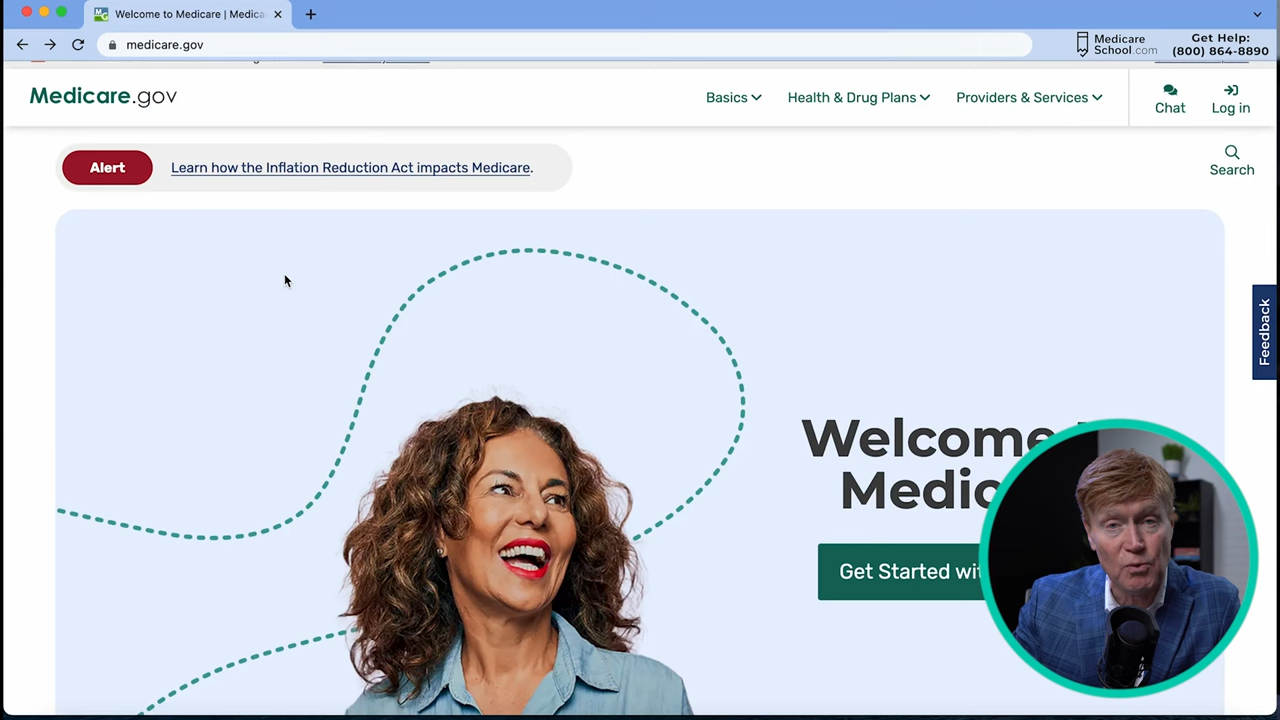 Welcome to Medicare | Medica
medicare.gov
Medicare
School.com
Get Help:
(800) 864-8890
Medicare.gov
Basics
Health & Drug Plans
Providers & Services
Chat
Log in
Alert
Learn how the Inflation Reduction Act impacts Medicare.
Search
Feedback
Welcome
Medic
Get Started wit